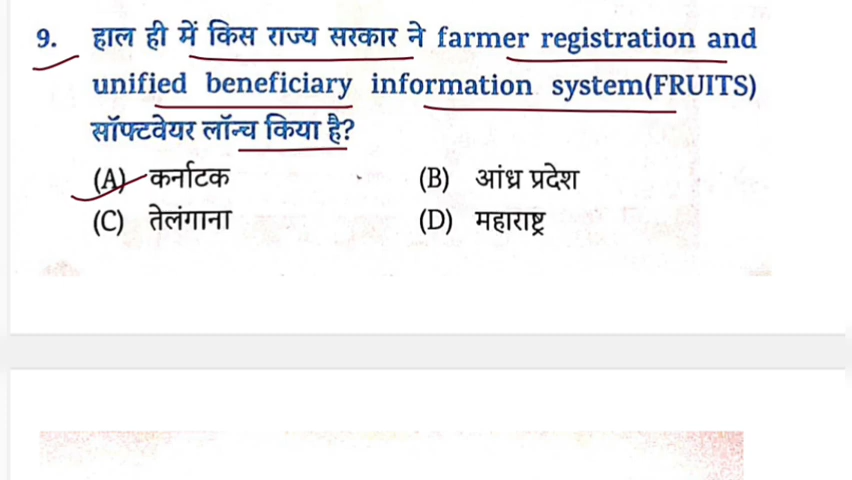 9. हाल ही में किस राज्य सरकार ने farmer registration and
unified beneficiary information system(FRUITS)
सॉफ्टवेयर लॉन्च किया है?
(A) कर्नाटक (B) आंध्र प्रदेश
(C) तेलंगाना (D) महाराष्ट्र